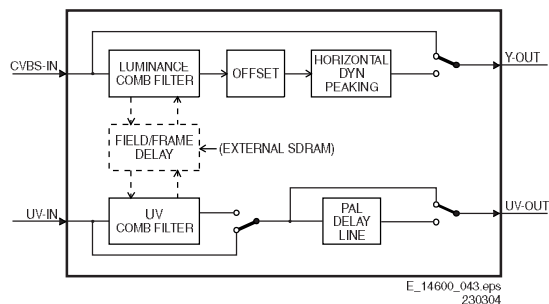 CVBS-IN
LUMINANCE
COMB FILTER
OFFSET
HORIZONTAL
DYN
PEAKING
Y-OUT
FIELD/FRAME
DELAY
(EXTERNAL SDRAM)
UV-IN
UV
COMB FILTER
PAL
DELAY
LINE
UV-OUT
E_14600_043.eps
230304